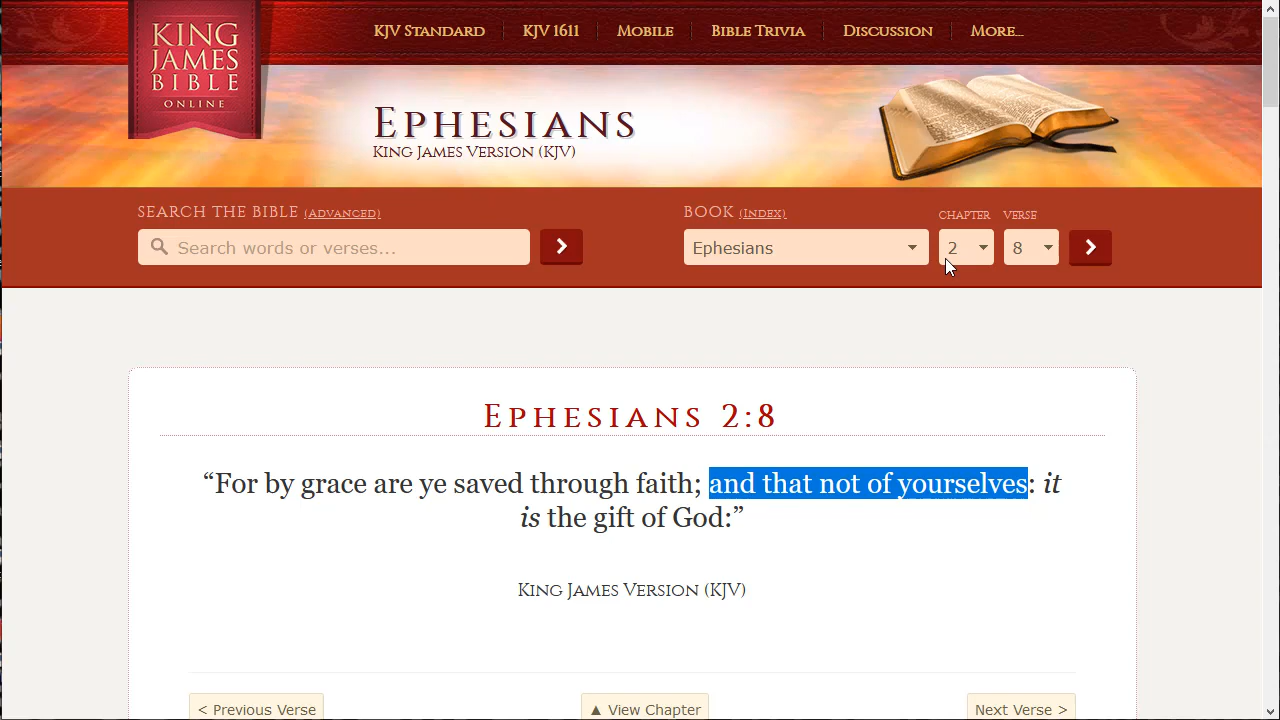 KING
JAMES
BIBLE
ONLINE
KJV Standard KJV 1611 Mobile Bible Trivia Discussion More...
Ephesians
King James Version (KJV)
SEARCH THE BIBLE (Advanced) BOOK (Index) CHAPTER VERSE
Search words or verses... Ephesians 2 8
Ephesians 2:8
“For by grace are ye saved through faith; and that not of yourselves: it
is the gift of God:”
King James Version (KJV)
< Previous Verse ▲ View Chapter Next Verse >